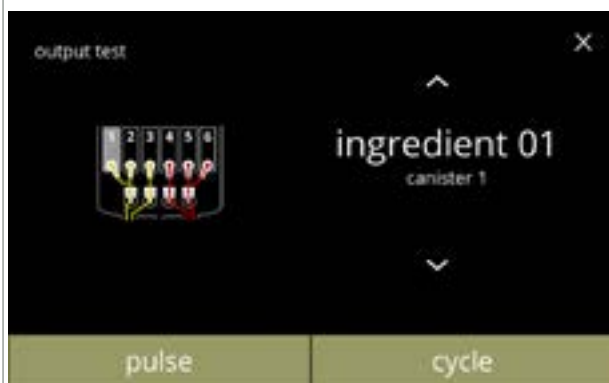 output test
1 2 3 4 5 6
ingredient 01
canister 1
pulse
cycle